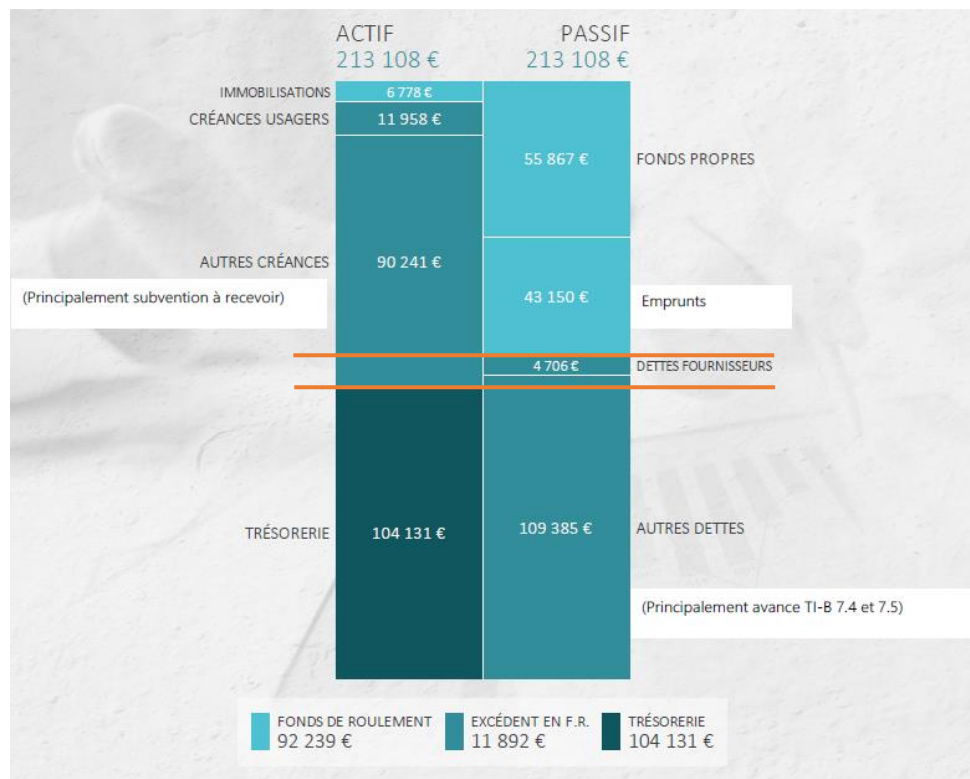 ACTIF
213 108 €
PASSIF
213 108 €
IMMOBILISATIONS
6 778 €
CRÉANCES USAGERS
11 958 €
55 867 €
FONDS PROPRES
AUTRES CRÉANCES
90 241 €
(Principalement subvention à recevoir)
43 150 €
Emprunts
4 706 €
DETTES FOURNISSEURS
TRÉSORERIE
104 131 €
109 385 €
AUTRES DETTES
(Principalement avance TI-B 7.4 et 7.5)
FONDS DE ROULEMENT
92 239 €
EXCÉDENT EN F.R.
11 892 €
TRÉSORERIE
104 131 €